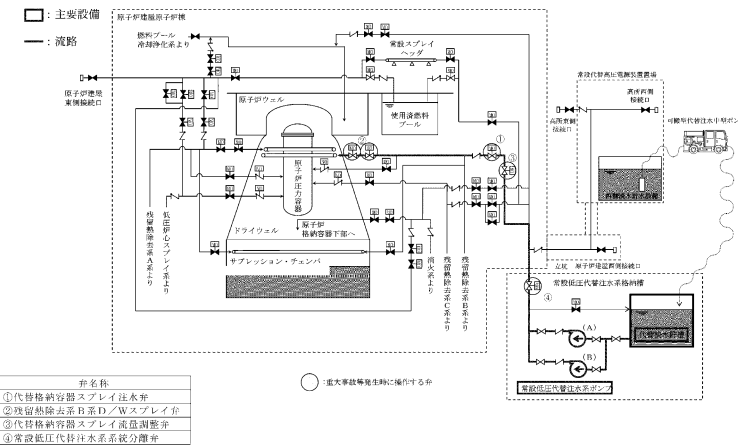 ：主要設備
：流路
原子炉建屋原子炉棟
燃料プール
冷却浄化系より
常設スプレイ
ヘッダ
原子炉建屋
東側接続口
原子炉ウェル
使用済燃料
プール
常設代替高圧電源装置置場
高所西側
接続口
高所東側
接続口
可搬型代替注水中型ポンプ
西側淡水貯水設備
原子炉圧力容器
ドライウェル
原子炉
格納容器下部へ
サプレッション・チェンバ
残留熱除去系A系より
低圧炉心スプレイ系より
消火系より
残留熱除去系C系より
残留熱除去系B系より
立坑
原子炉建屋西側接続口
常設低圧代替注水系格納槽
代替淡水貯槽
(A)
(B)
常設低圧代替注水系ポンプ
①
②
③
④
：重大事故等発生時に操作する弁
弁名称
①代替格納容器スプレイ注水弁
②残留熱除去系B系D／Wスプレイ弁
③代替格納容器スプレイ流量調整弁
④常設低圧代替注水系系統分離弁